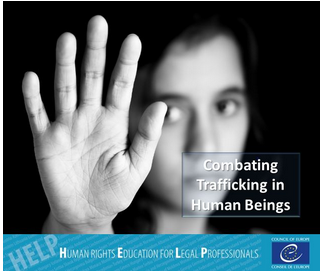 Combating
Trafficking in
Human Beings
HELP
HUMAN RIGHTS EDUCATION FOR LEGAL PROFESSIONALS
COUNCIL OF EUROPE
CONSEIL DE L'EUROPE